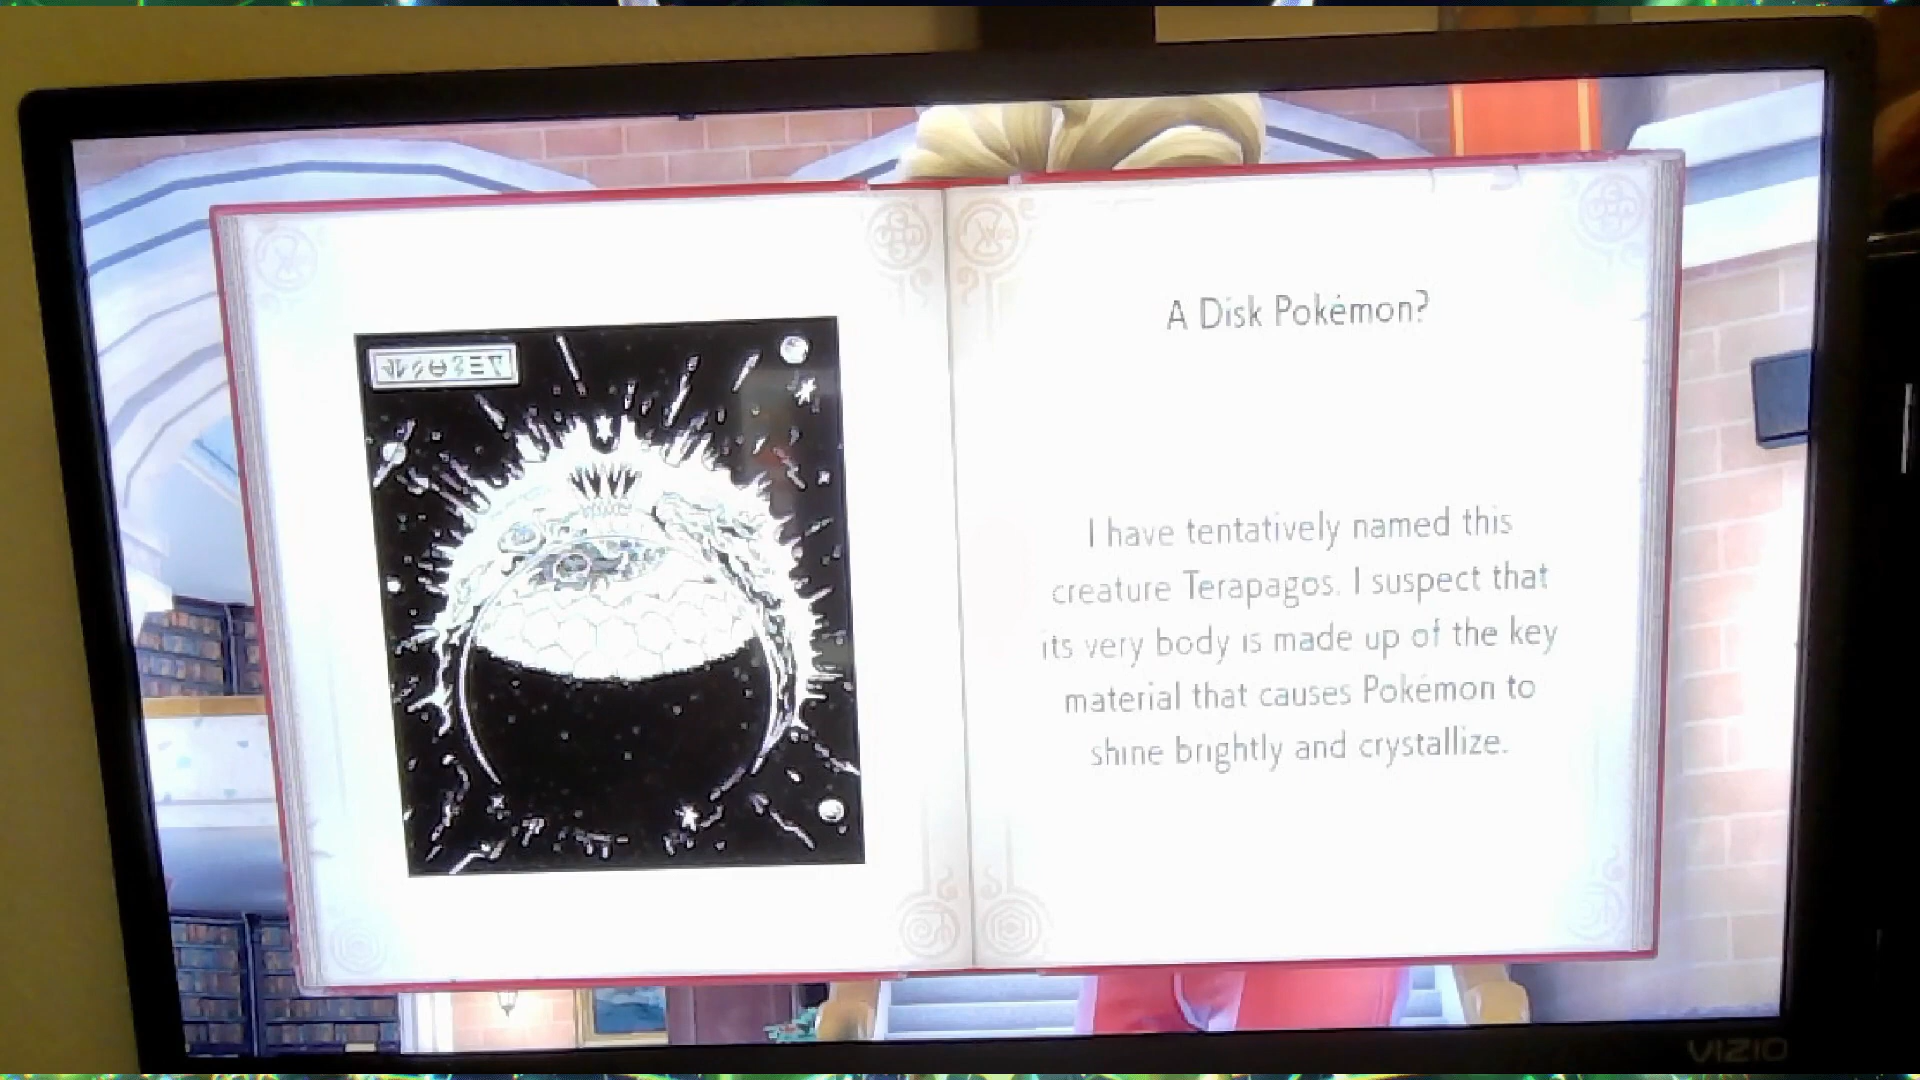 A Disk Pokémon?
I have tentatively named this
creature Terapagos. I suspect that
its very body is made up of the key
material that causes Pokémon to
shine brightly and crystallize.
VIZIO